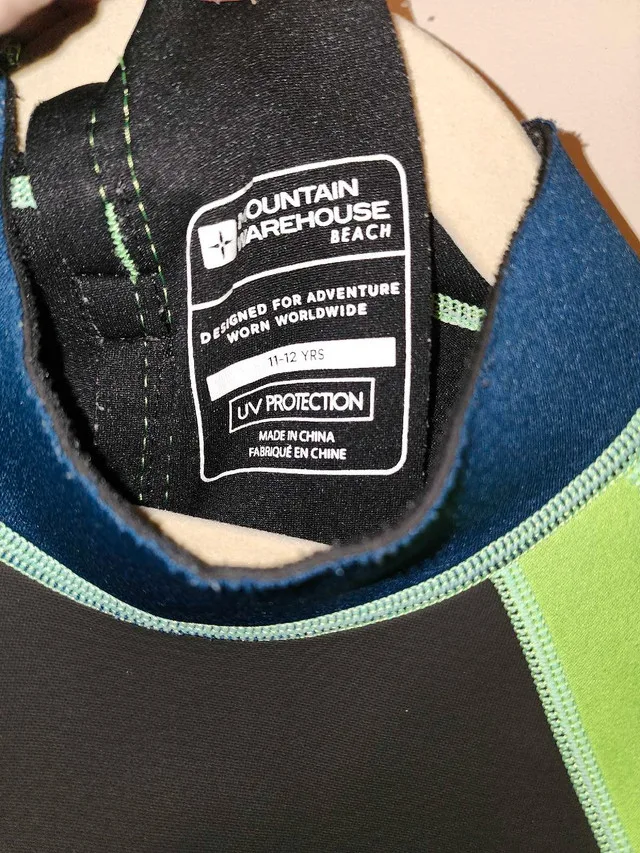 MOUNTAIN
WAREHOUSE
BEACH
DESIGNED FOR ADVENTURE
WORN WORLDWIDE
11-12 YRS
UV PROTECTION
MADE IN CHINA
FABRIQUÉ EN CHINE